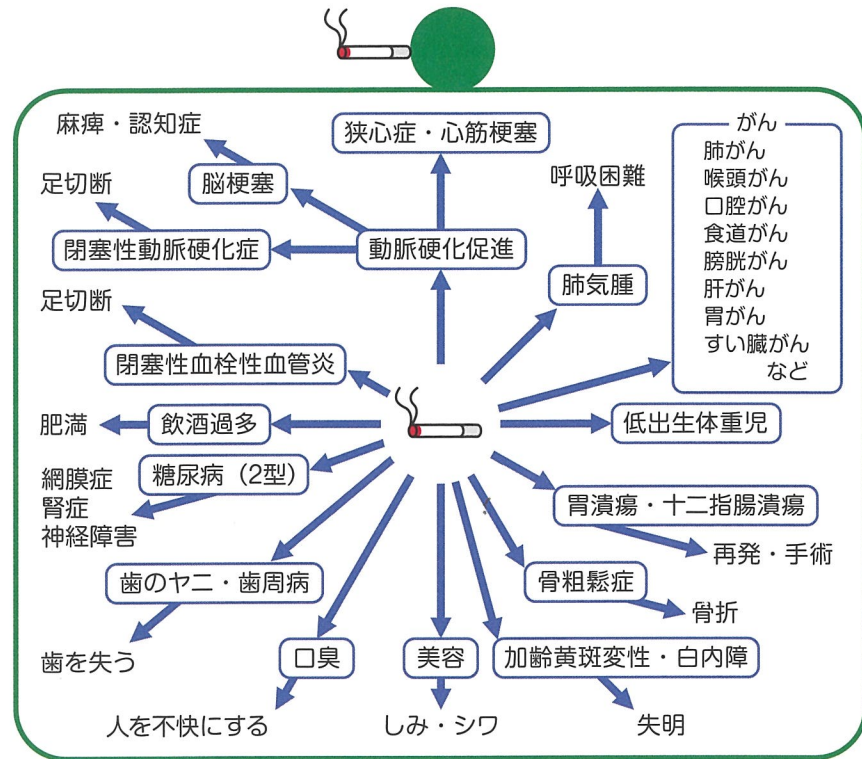 麻痺・認知症
狭心症・心筋梗塞
がん
肺がん
喉頭がん
口腔がん
食道がん
膀胱がん
肝がん
胃がん
すい臓がん
など
足切断
脳梗塞
呼吸困難
閉塞性動脈硬化症
動脈硬化促進
肺気腫
足切断
閉塞性血栓性血管炎
肥満
飲酒過多
低出生体重児
網膜症
腎症
神経障害
糖尿病（2型）
胃潰瘍・十二指腸潰瘍
再発・手術
歯のヤニ・歯周病
骨粗鬆症
骨折
歯を失う
口臭
美容
加齢黄斑変性・白内障
人を不快にする
しみ・シワ
失明